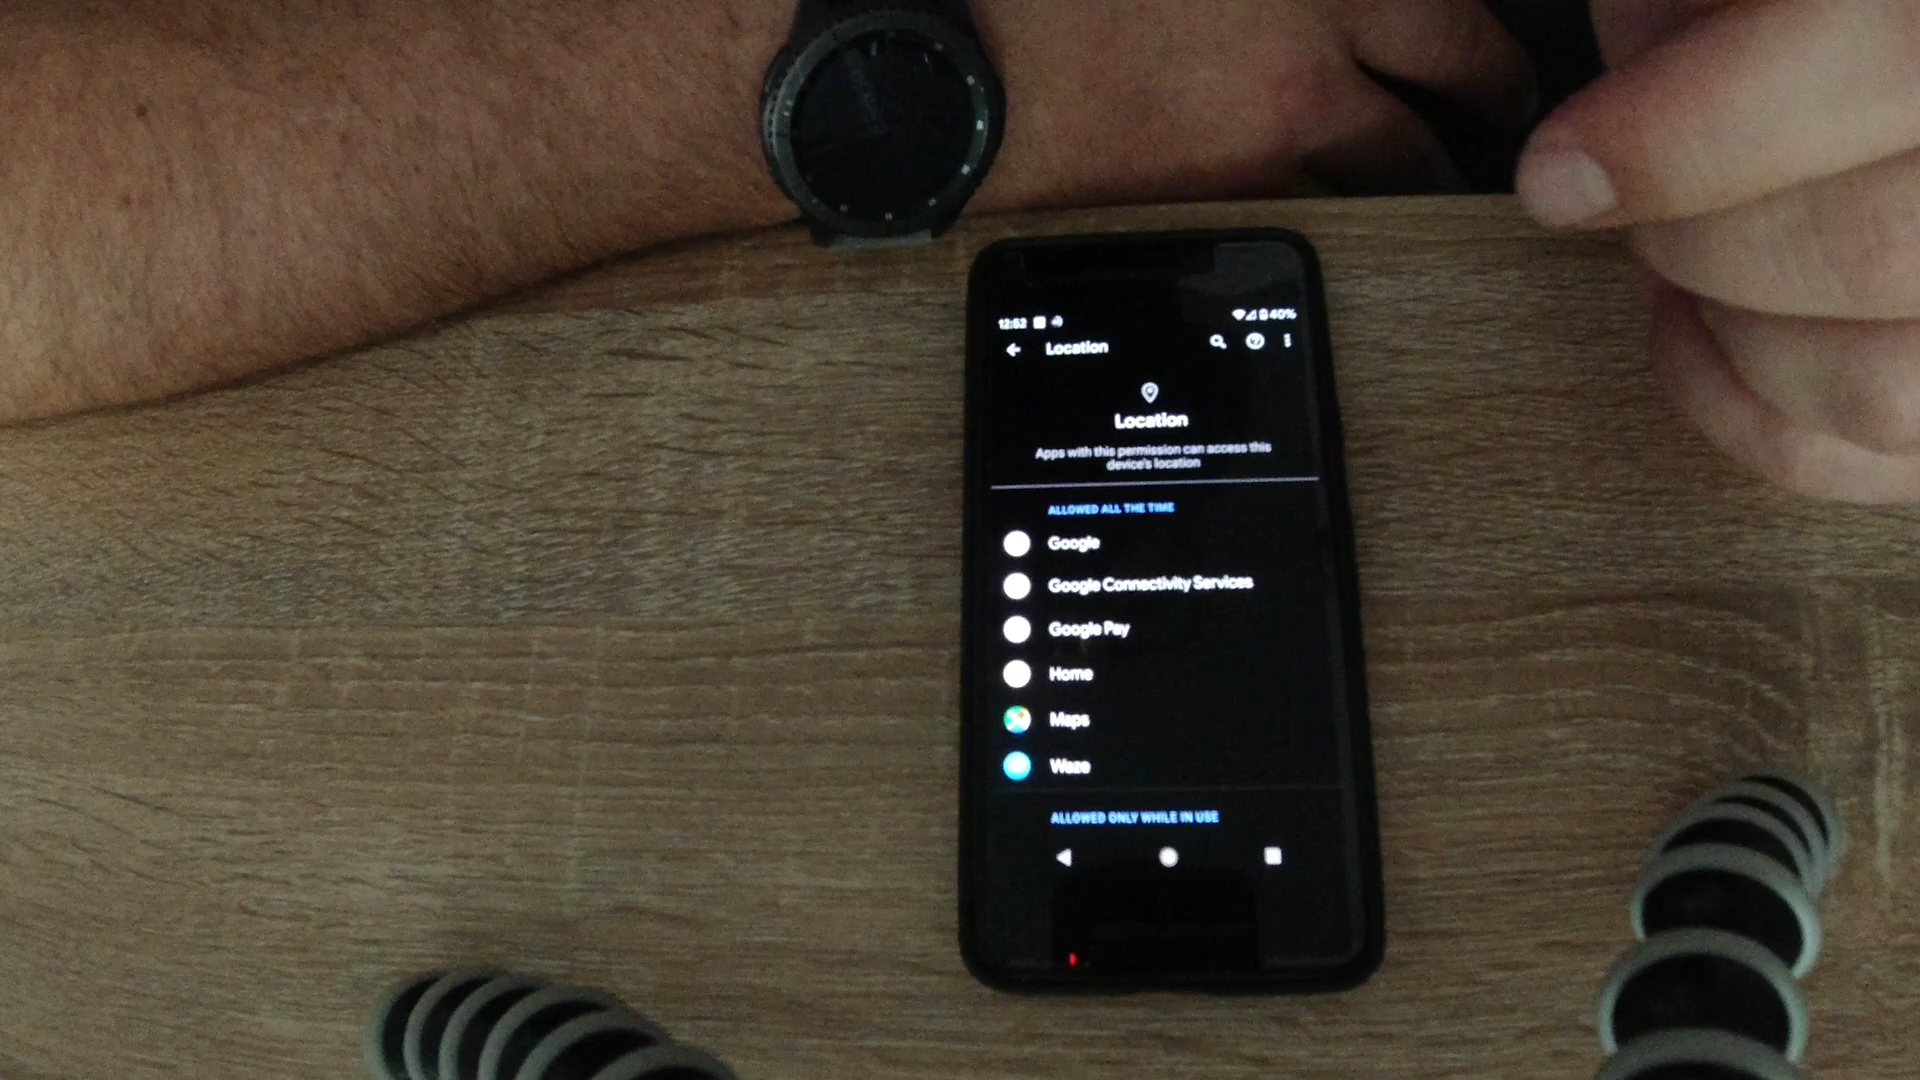 12:52 40%
Location
Location
Apps with this permission can access this
device's location
ALLOWED ALL THE TIME
Google
Google Connectivity Services
Google Pay
Home
Maps
Waze
ALLOWED ONLY WHILE IN USE